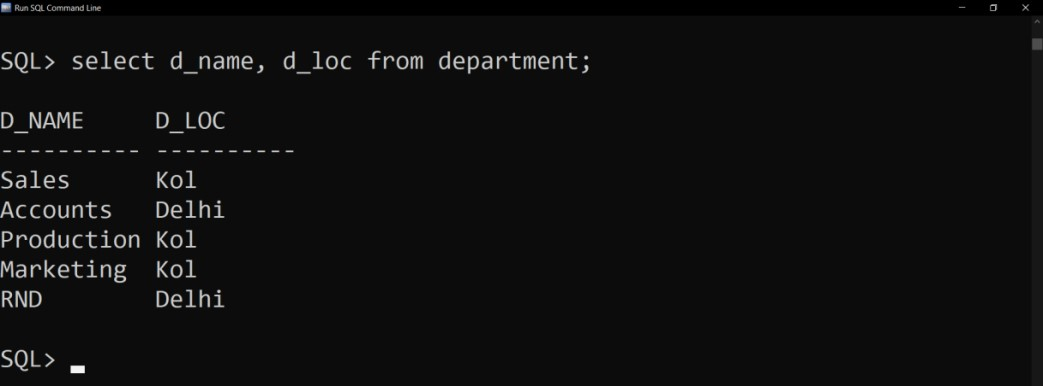 Run SQL Command Line
SQL> select d_name, d_loc from department;
D_NAME     D_LOC
---------- ----------
Sales      Kol
Accounts   Delhi
Production Kol
Marketing  Kol
RND        Delhi
SQL>